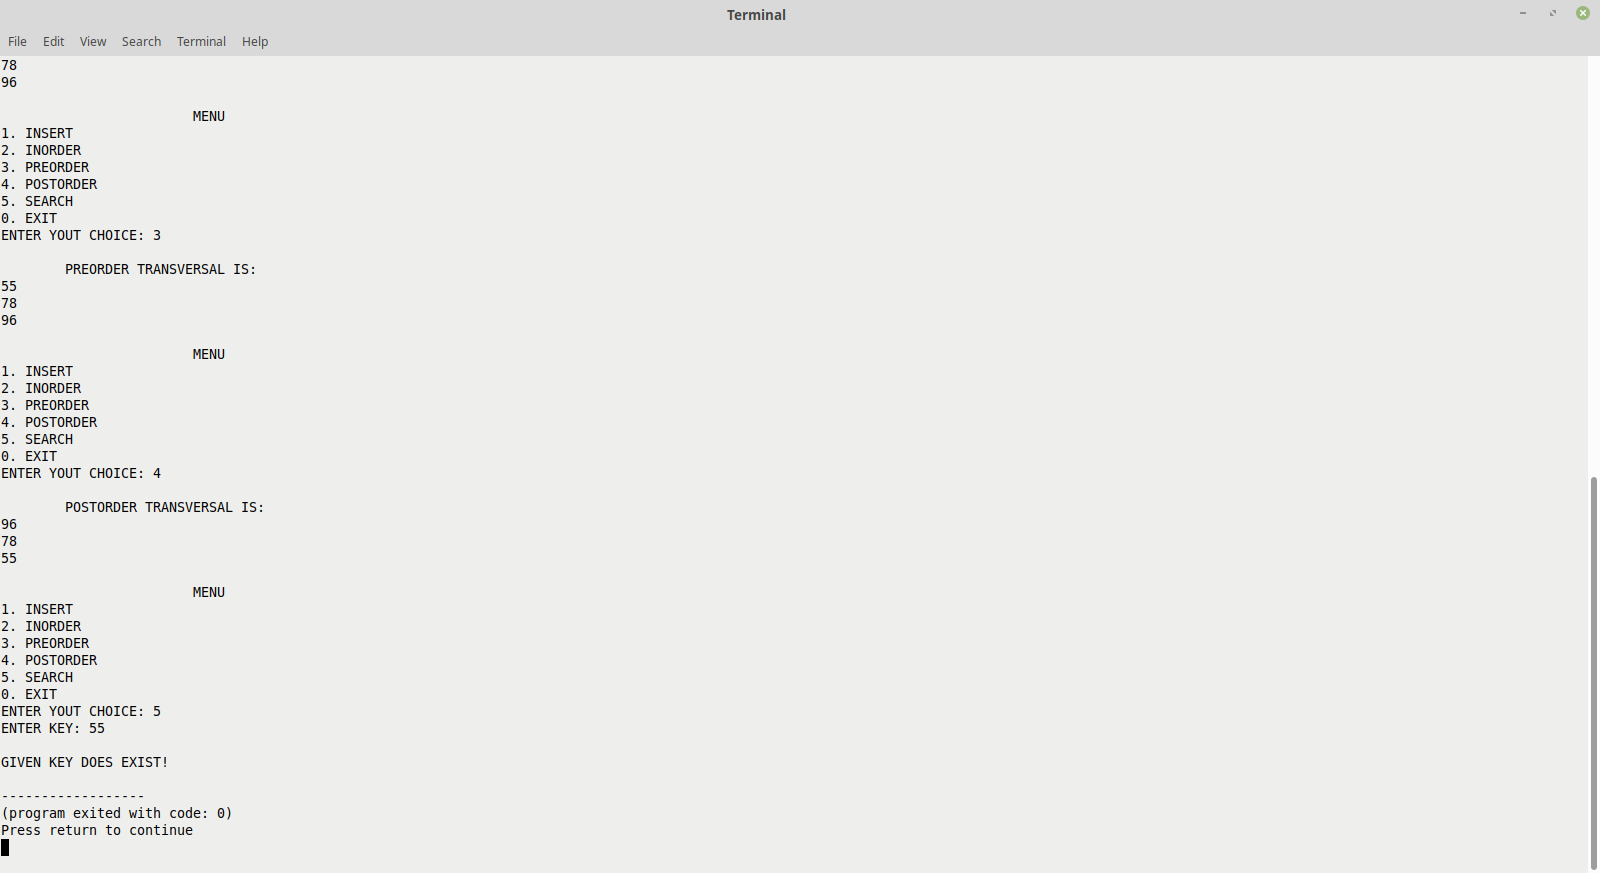 Terminal
File Edit View Search Terminal Help
78
96
MENU
1. INSERT
2. INORDER
3. PREORDER
4. POSTORDER
5. SEARCH
0. EXIT
ENTER YOUT CHOICE: 3
PREORDER TRANSVERSAL IS:
55
78
96
MENU
1. INSERT
2. INORDER
3. PREORDER
4. POSTORDER
5. SEARCH
0. EXIT
ENTER YOUT CHOICE: 4
POSTORDER TRANSVERSAL IS:
96
78
55
MENU
1. INSERT
2. INORDER
3. PREORDER
4. POSTORDER
5. SEARCH
0. EXIT
ENTER YOUT CHOICE: 5
ENTER KEY: 55
GIVEN KEY DOES EXIST!
------------------
(program exited with code: 0)
Press return to continue